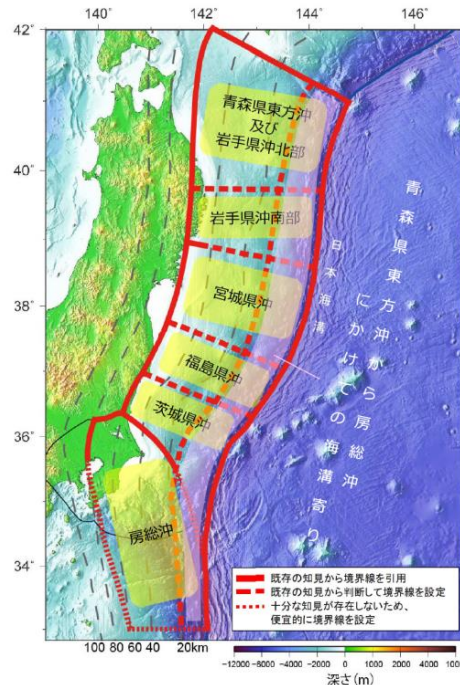 140° 142° 144° 146°
42°
40°
38°
36°
34°
青森県東方沖
及び
岩手県沖北部
岩手県沖南部
宮城県沖
福島県沖
茨城県沖
房総沖
日本海溝
青森県東方沖から房総沖
にかけての海溝寄り
既存の知見から境界線を引用
既存の知見から判断して境界線を設定
十分な知見が存在しないため、
便宜的に境界線を設定
100 80 60 40 20km
-12000 -8000 -6000 -4000 -2000 0 2000 4000
深さ(m)